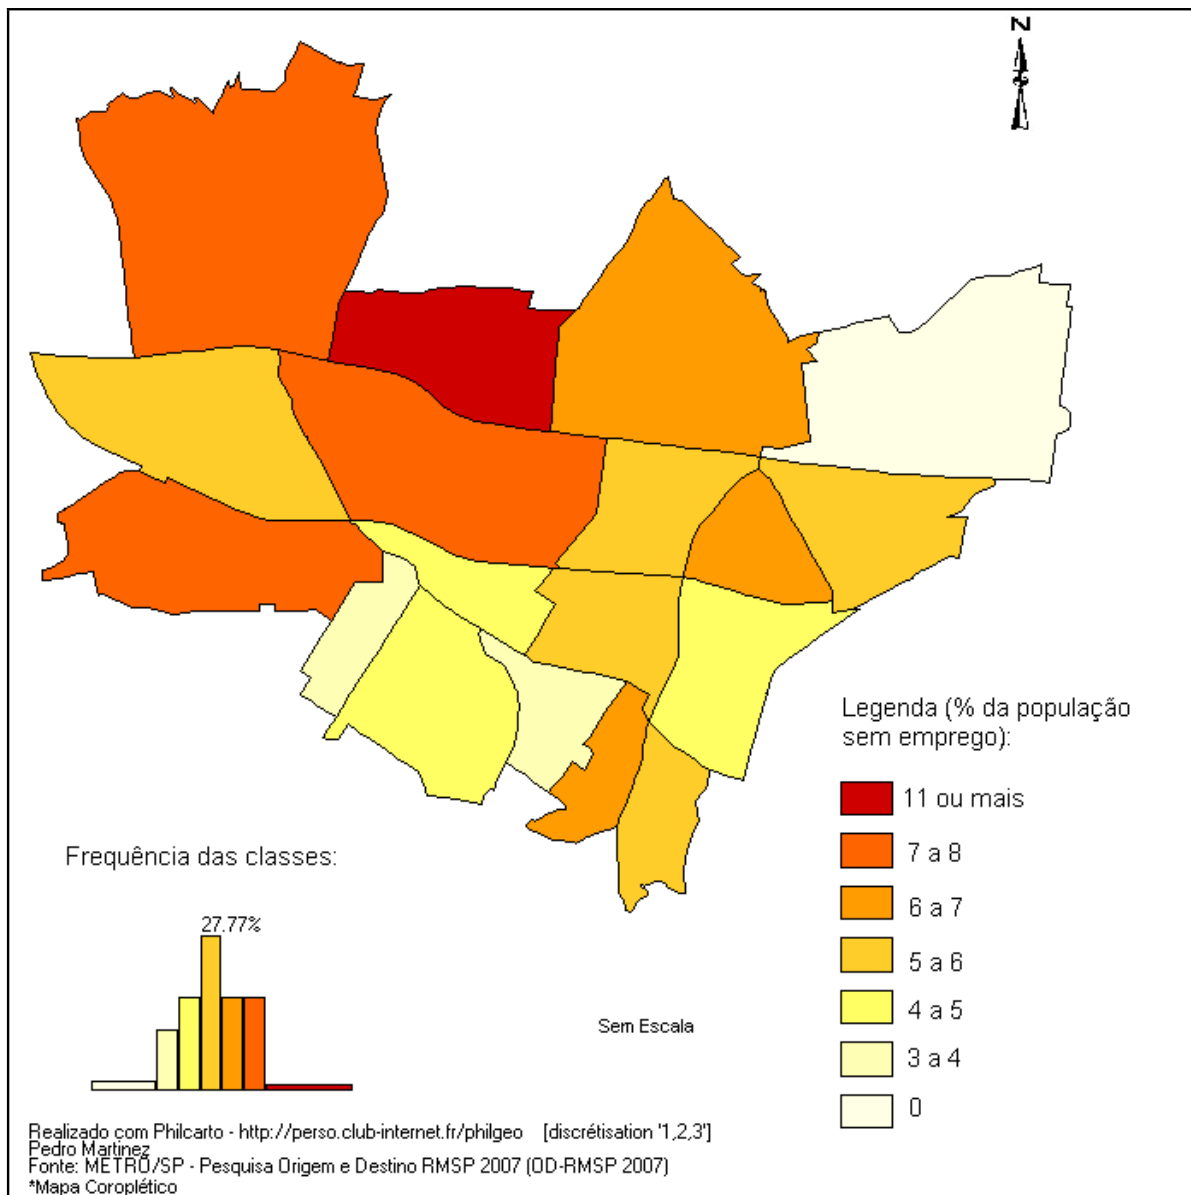 N
Legenda (% da população
sem emprego):
11 ou mais
7 a 8
6 a 7
5 a 6
4 a 5
3 a 4
0
Frequência das classes:
27.77%
Sem Escala
Realizado com Philcarto - http://perso.club-internet.fr/philgeo [discrétisation '1,2,3']
Pedro Martinez
Fonte: METRO/SP - Pesquisa Origem e Destino RMSP 2007 (OD-RMSP 2007)
*Mapa Coroplético